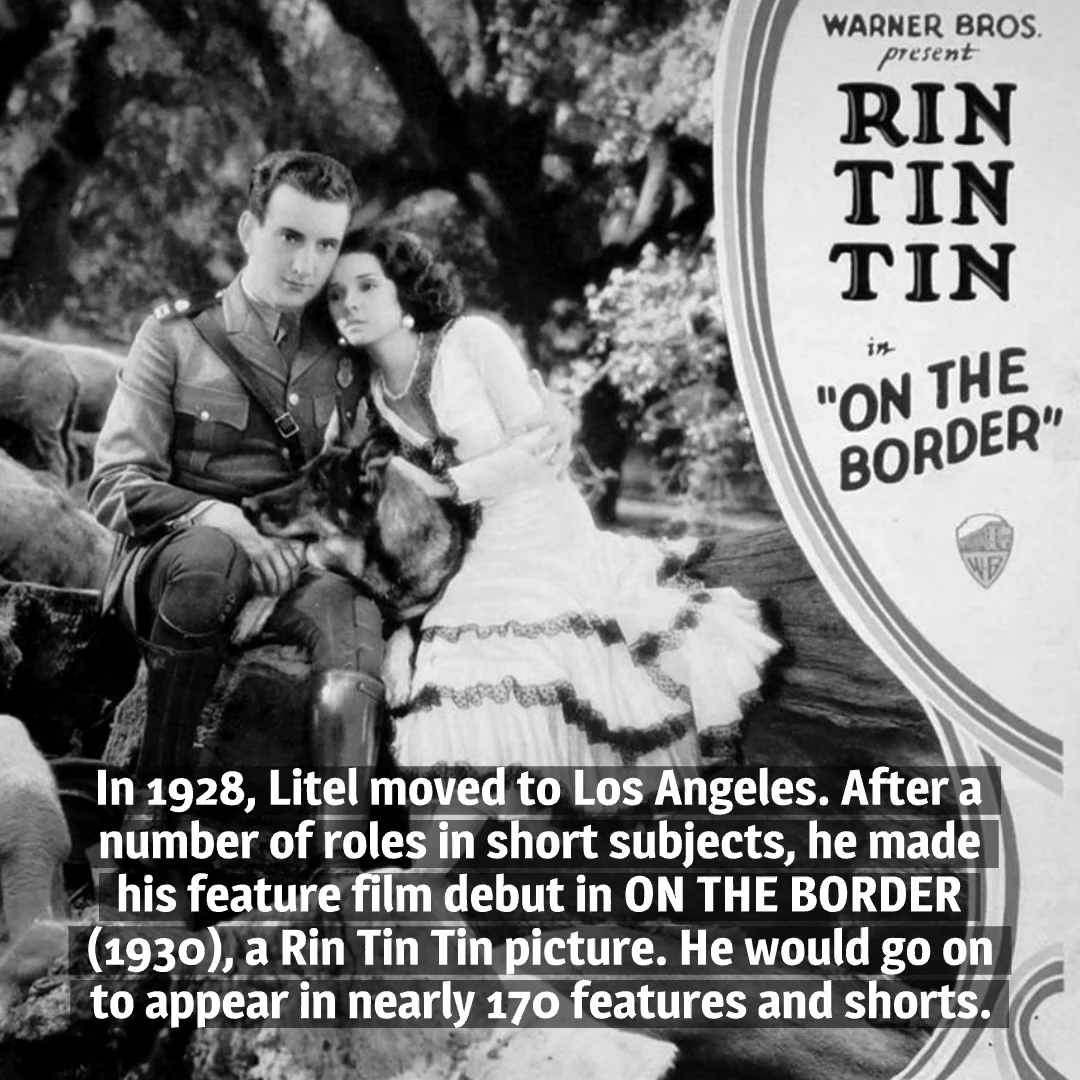 WARNER BROS.
present
RIN
TIN
TIN
in
"ON THE
BORDER"
WB
In 1928, Litel moved to Los Angeles. After a
number of roles in short subjects, he made
his feature film debut in ON THE BORDER
(1930), a Rin Tin Tin picture. He would go on
to appear in nearly 170 features and shorts.